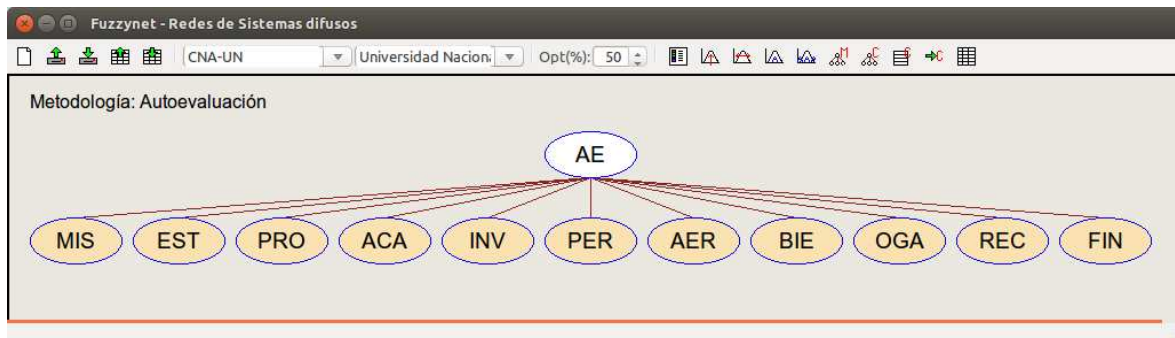 Fuzzynet - Redes de Sistemas difusos
CNA-UN Universidad Nacion Opt(%): 50
Metodología: Autoevaluación
AE
MIS EST PRO ACA INV PER AER BIE OGA REC FIN